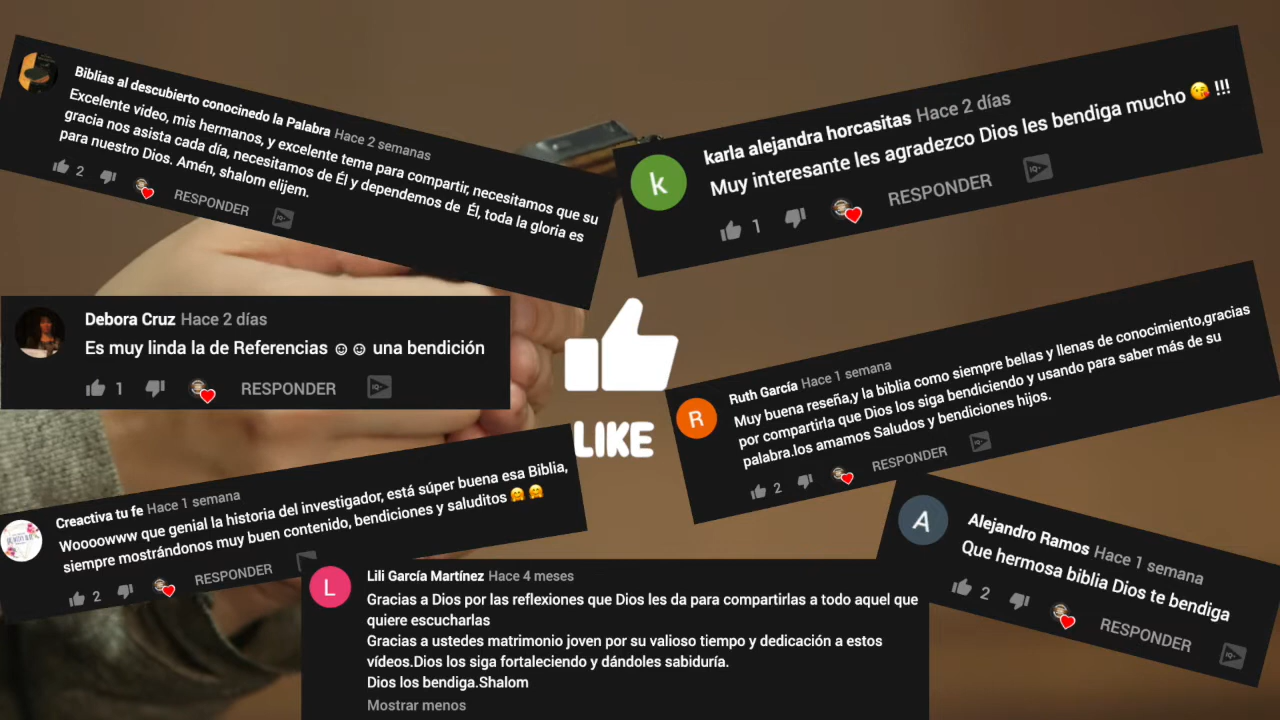 Biblias al descubierto conocinedo la Palabra Hace 2 semanas
Excelente video, mis hermanos, y excelente tema para compartir, necesitamos que su
gracia nos asista cada día, necesitamos de Él y dependemos de Él, toda la gloria es
para nuestro Dios. Amén, shalom elijem.
2 RESPONDER
k
karla alejandra horcasitas Hace 2 días
Muy interesante les agradezco Dios les bendiga mucho 😘 !!!
1 RESPONDER
Debora Cruz Hace 2 días
Es muy linda la de Referencias ☺☺ una bendición
1 RESPONDER
LIKE
R
Ruth García Hace 1 semana
Muy buena reseña,y la biblia como siempre bellas y llenas de conocimiento,gracias
por compartirla que Dios los siga bendiciendo y usando para saber más de su
palabra.los amamos Saludos y bendiciones hijos.
2 RESPONDER
Creactiva tu fe Hace 1 semana
Woooowww que genial la historia del investigador, está súper buena esa Biblia,
siempre mostrándonos muy buen contenido, bendiciones y saluditos 🤗🤗
2 RESPONDER
A
Alejandro Ramos Hace 1 semana
Que hermosa biblia Dios te bendiga
2 RESPONDER
L
Lili García Martínez Hace 4 meses
Gracias a Dios por las reflexiones que Dios les da para compartirlas a todo aquel que
quiere escucharlas
Gracias a ustedes matrimonio joven por su valioso tiempo y dedicación a estos
vídeos.Dios los siga fortaleciendo y dándoles sabiduría.
Dios los bendiga.Shalom
Mostrar menos